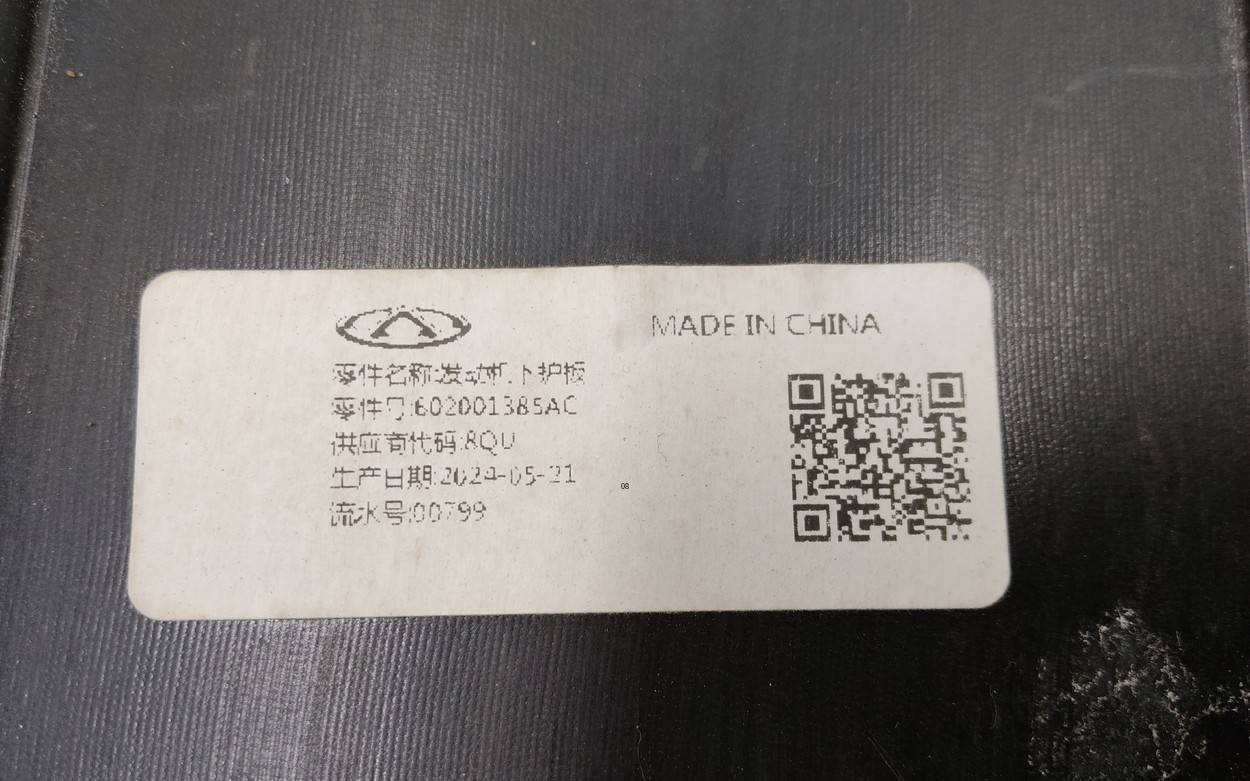 MADE IN CHINA
零件名称:发动机下护板
零件号:602001385AC
供应商代码:8QU
生产日期:2024-05-21
08
流水号:00799